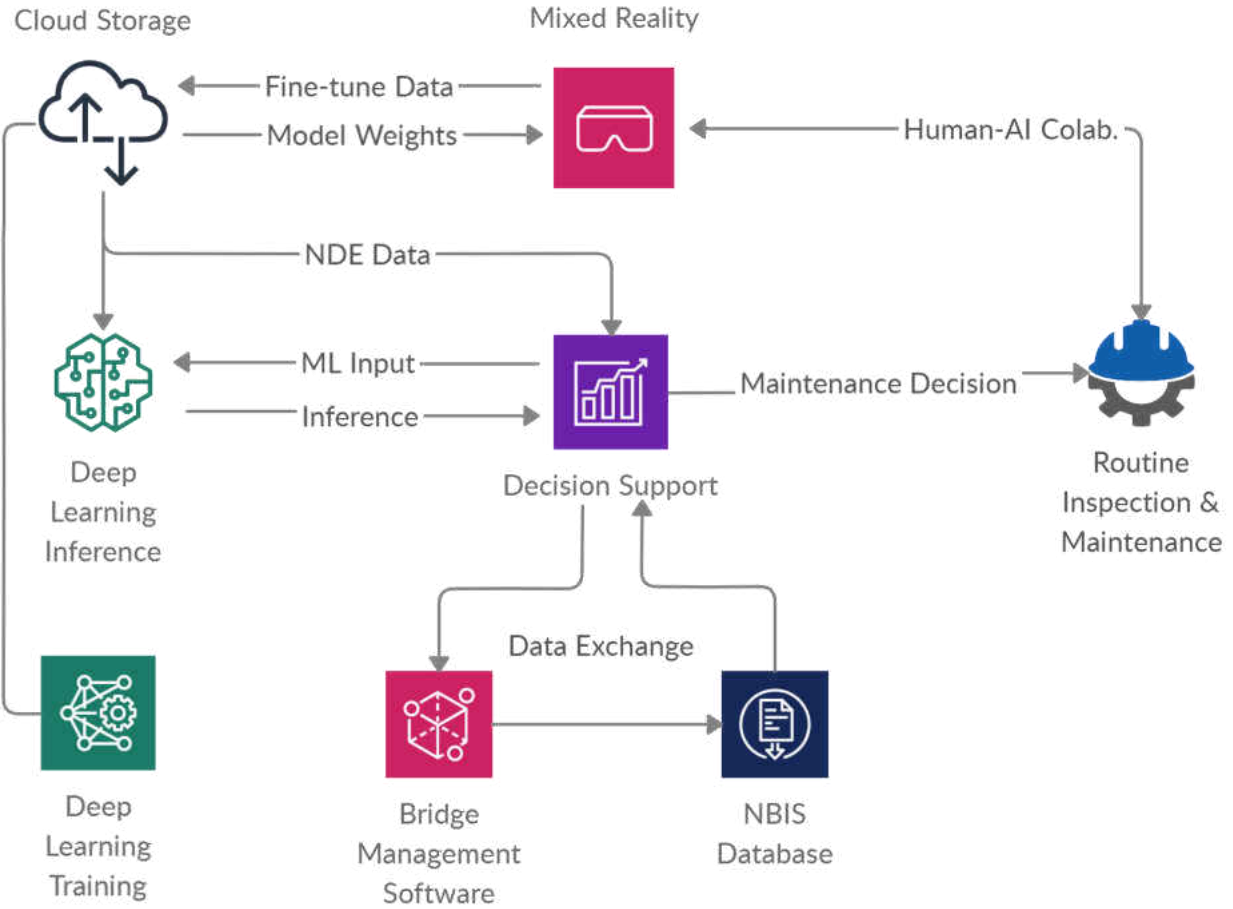 Cloud Storage
Mixed Reality
Fine-tune Data
Model Weights
Human-AI Colab.
NDE Data
ML Input
Inference
Maintenance Decision
Deep
Learning
Inference
Decision Support
Routine
Inspection &
Maintenance
Data Exchange
Deep
Learning
Training
Bridge
Management
Software
NBIS
Database